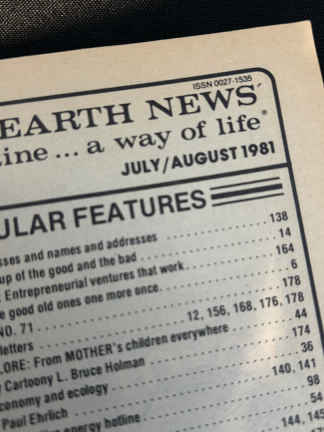 ISSN 0027-1535
EARTH NEWS
ine ... a way of life®
JULY/AUGUST 1981
ULAR FEATURES
sses and names and addresses 138
up of the good and the bad 14
Entrepreneurial ventures that work 164
e good old ones one more once 6
NO. 71 178
letters 12, 156, 168, 176, 178
LORE: From MOTHER's children everywhere 44
Cartoony L. Bruce Holman 174
conomy and ecology 36
Paul Ehrlich 140, 141
energy hotline 98
54
144, 145